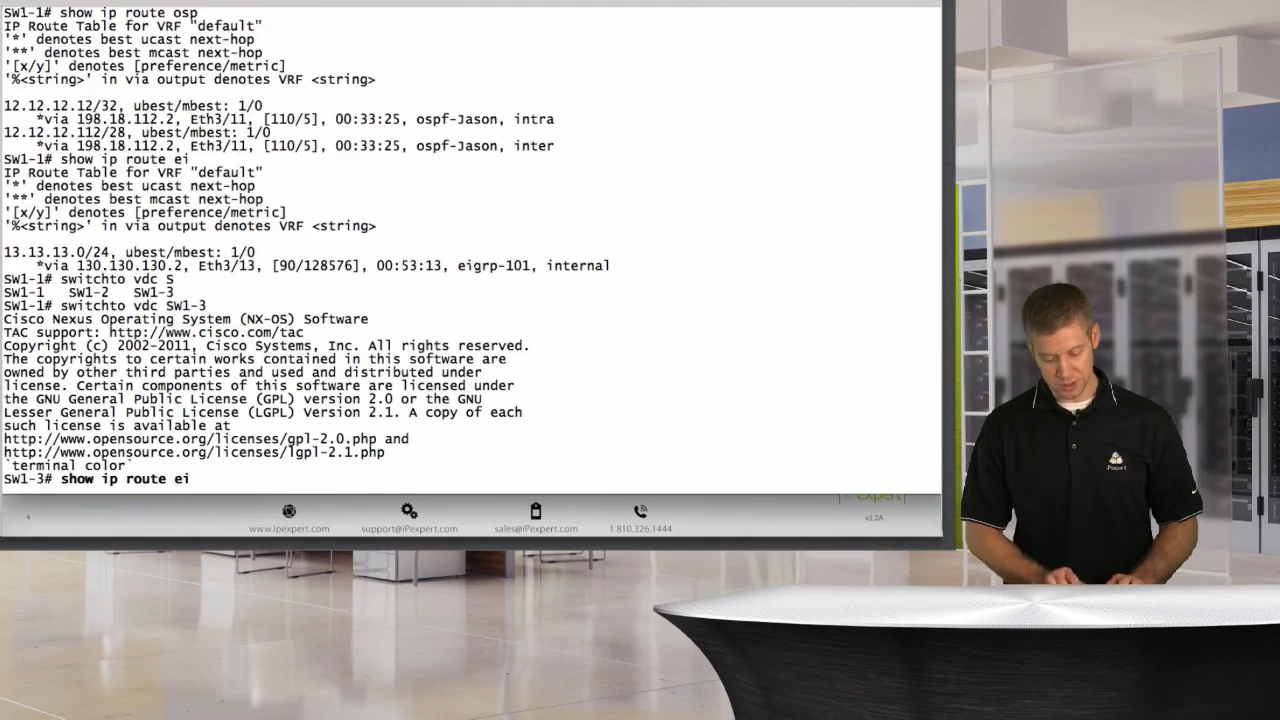 SW1-1# show ip route osp
IP Route Table for VRF "default"
'*' denotes best ucast next-hop
'**' denotes best mcast next-hop
'[x/y]' denotes [preference/metric]
'%<string>' in via output denotes VRF <string>
12.12.12.12/32, ubest/mbest: 1/0
*via 198.18.112.2, Eth3/11, [110/5], 00:33:25, ospf-Jason, intra
12.12.12.112/28, ubest/mbest: 1/0
*via 198.18.112.2, Eth3/11, [110/5], 00:33:25, ospf-Jason, inter
SW1-1# show ip route ei
IP Route Table for VRF "default"
'*' denotes best ucast next-hop
'**' denotes best mcast next-hop
'[x/y]' denotes [preference/metric]
'%<string>' in via output denotes VRF <string>
13.13.13.0/24, ubest/mbest: 1/0
*via 130.130.130.2, Eth3/13, [90/128576], 00:53:13, eigrp-101, internal
SW1-1# switchto vdc S
SW1-1 SW1-2 SW1-3
SW1-1# switchto vdc SW1-3
Cisco Nexus Operating System (NX-OS) Software
TAC support: http://www.cisco.com/tac
Copyright (c) 2002-2011, Cisco Systems, Inc. All rights reserved.
The copyrights to certain works contained in this software are
owned by other third parties and used and distributed under
license. Certain components of this software are licensed under
the GNU General Public License (GPL) version 2.0 or the GNU
Lesser General Public License (LGPL) Version 2.1. A copy of each
such license is available at
http://www.opensource.org/licenses/gpl-2.0.php and
http://www.opensource.org/licenses/lgpl-2.1.php
`terminal color`
SW1-3# show ip route ei
4
www.ipexpert.com
support@iPexpert.com
sales@iPexpert.com
1.810.326.1444
expert
v1.2A
iPexpert